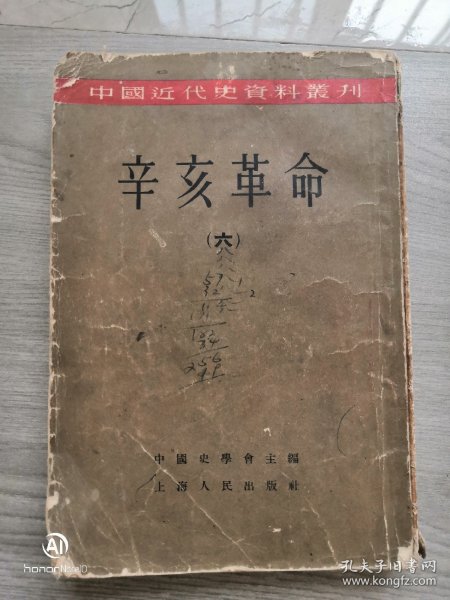 中國近代史資料叢刊
辛亥革命
(六)
中國史學會主編
上海人民出版社
AI
honor Note10
孔夫子旧书网
www.kongfz.com